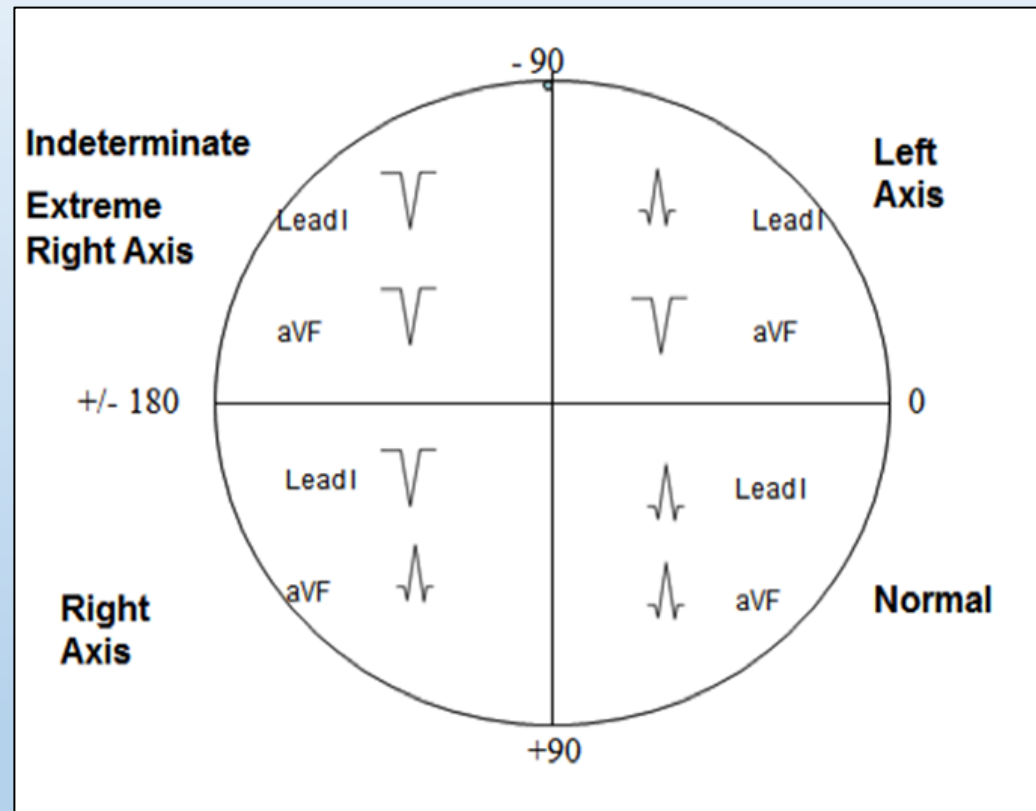 - 90
Indeterminate
Extreme
Right Axis
Lead I
aVF
Lead I
aVF
Left
Axis
+/- 180
0
Lead I
aVF
Right
Axis
Lead I
aVF
Normal
+90